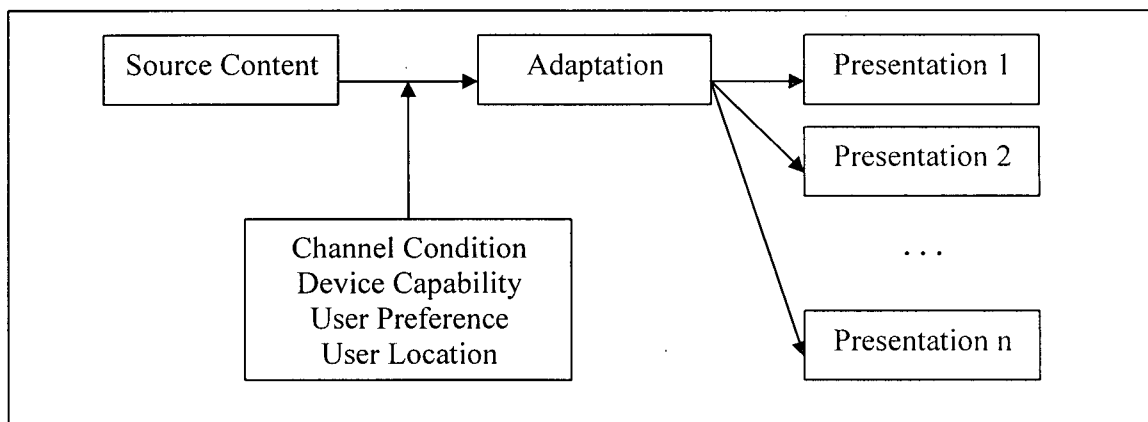 Source Content
Adaptation
Presentation 1
Presentation 2
Channel Condition
Device Capability
User Preference
User Location
...
Presentation n